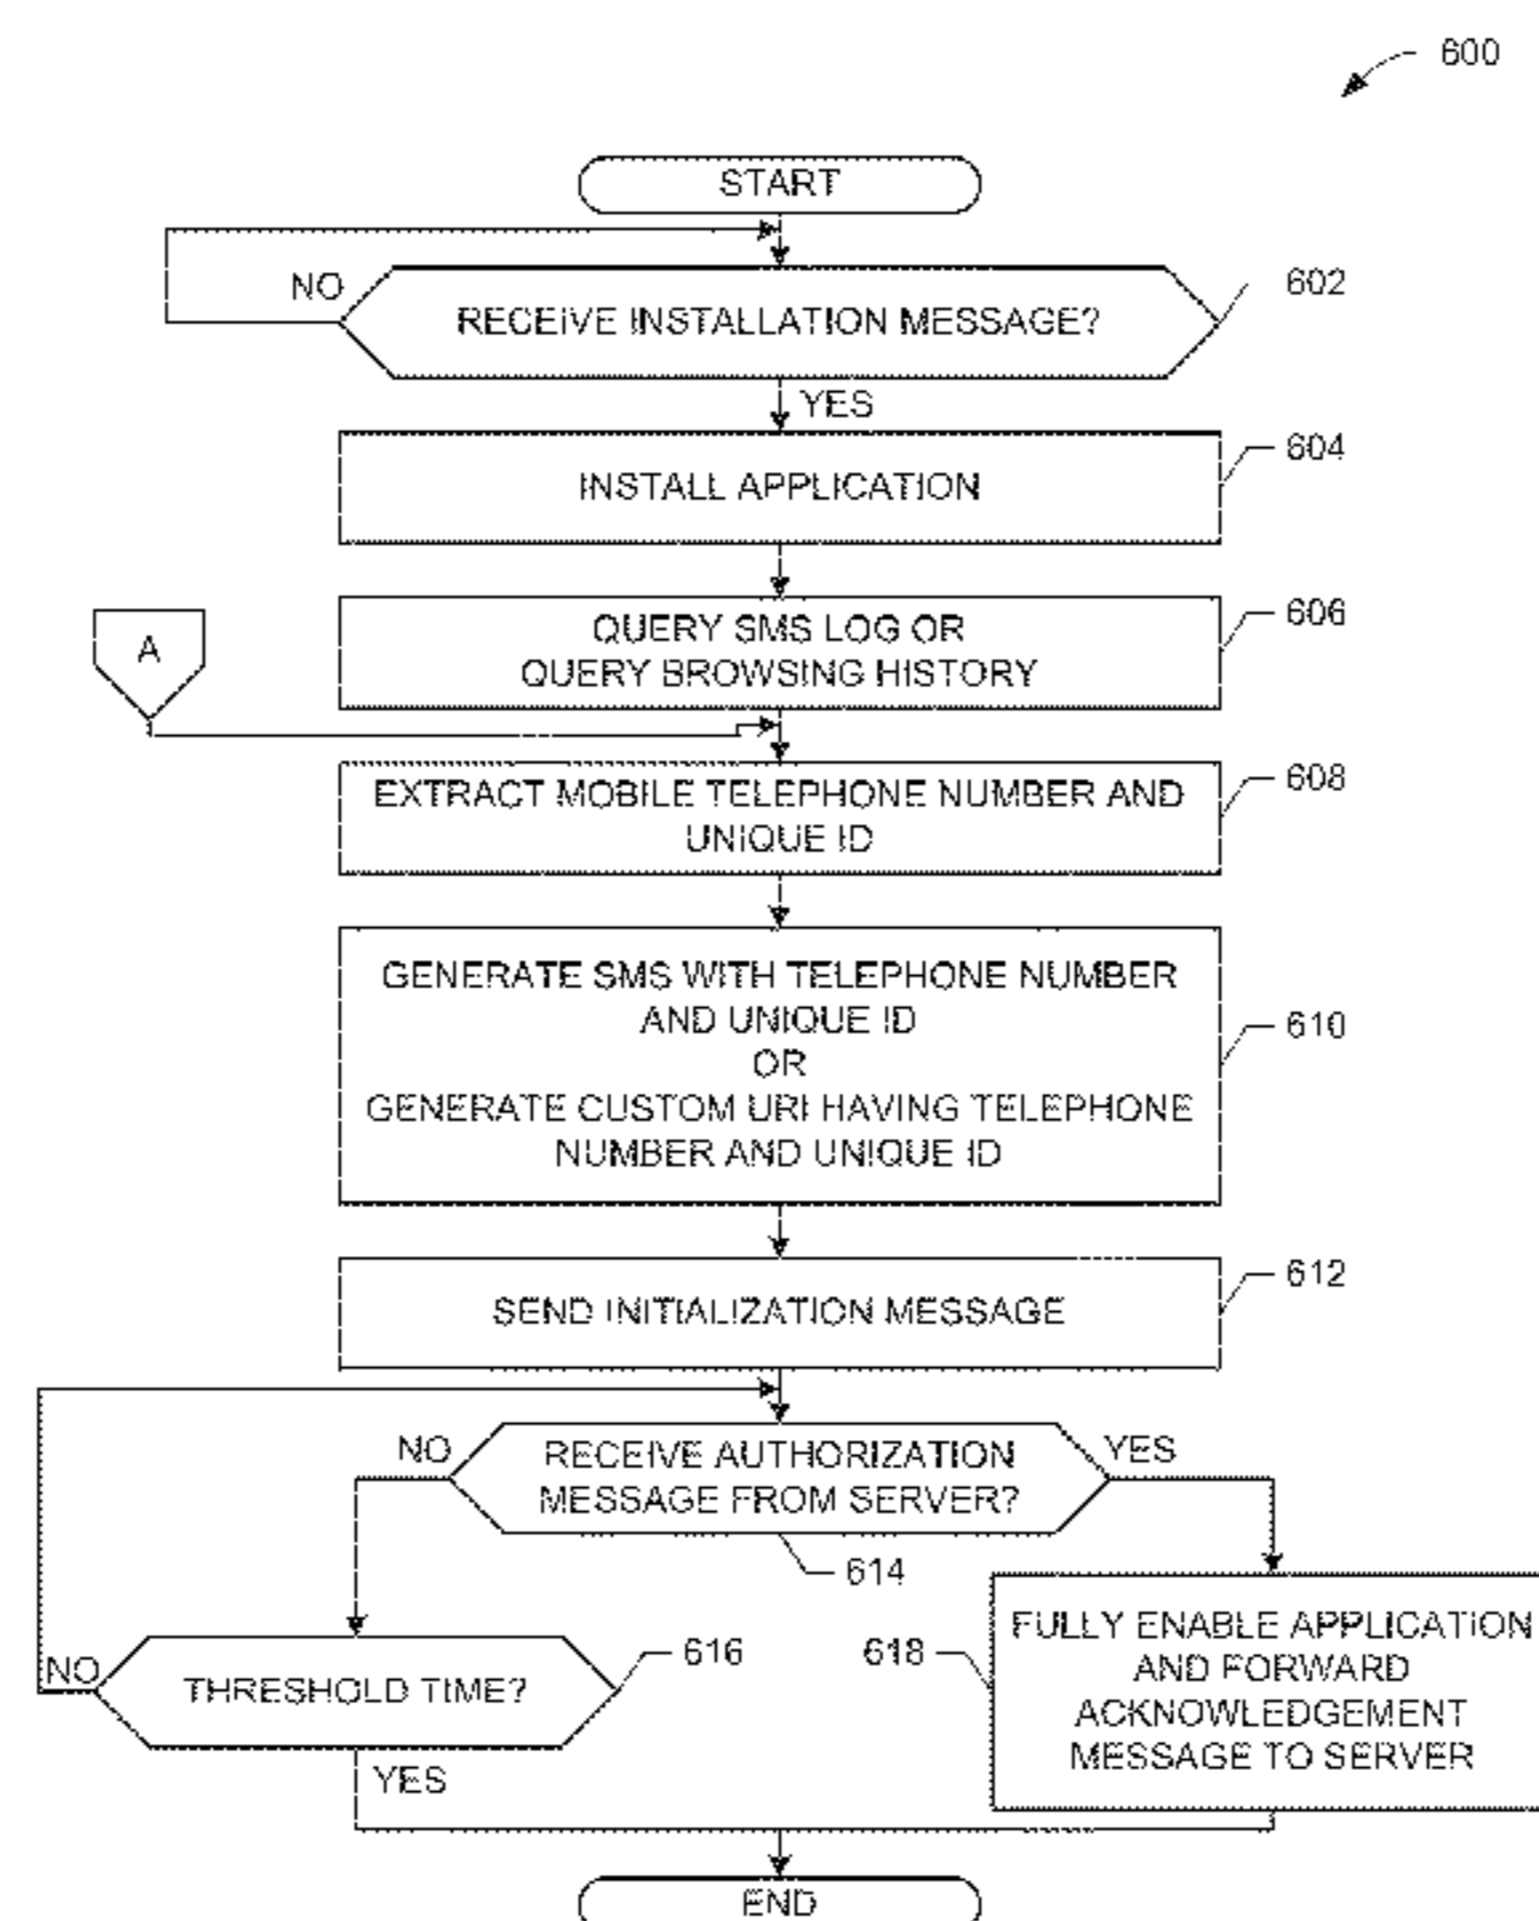 600
START
NO
602
RECEIVE INSTALLATION MESSAGE?
YES
604
INSTALL APPLICATION
606
QUERY SMS LOG OR
QUERY BROWSING HISTORY
A
608
EXTRACT MOBILE TELEPHONE NUMBER AND
UNIQUE ID
GENERATE SMS WITH TELEPHONE NUMBER
AND UNIQUE ID
610
OR
GENERATE CUSTOM URI HAVING TELEPHONE
NUMBER AND UNIQUE ID
612
SEND INITIALIZATION MESSAGE
NO
RECEIVE AUTHORIZATION
MESSAGE FROM SERVER?
YES
614
NO
THRESHOLD TIME?
616
YES
618
FULLY ENABLE APPLICATION
AND FORWARD
ACKNOWLEDGEMENT
MESSAGE TO SERVER
END